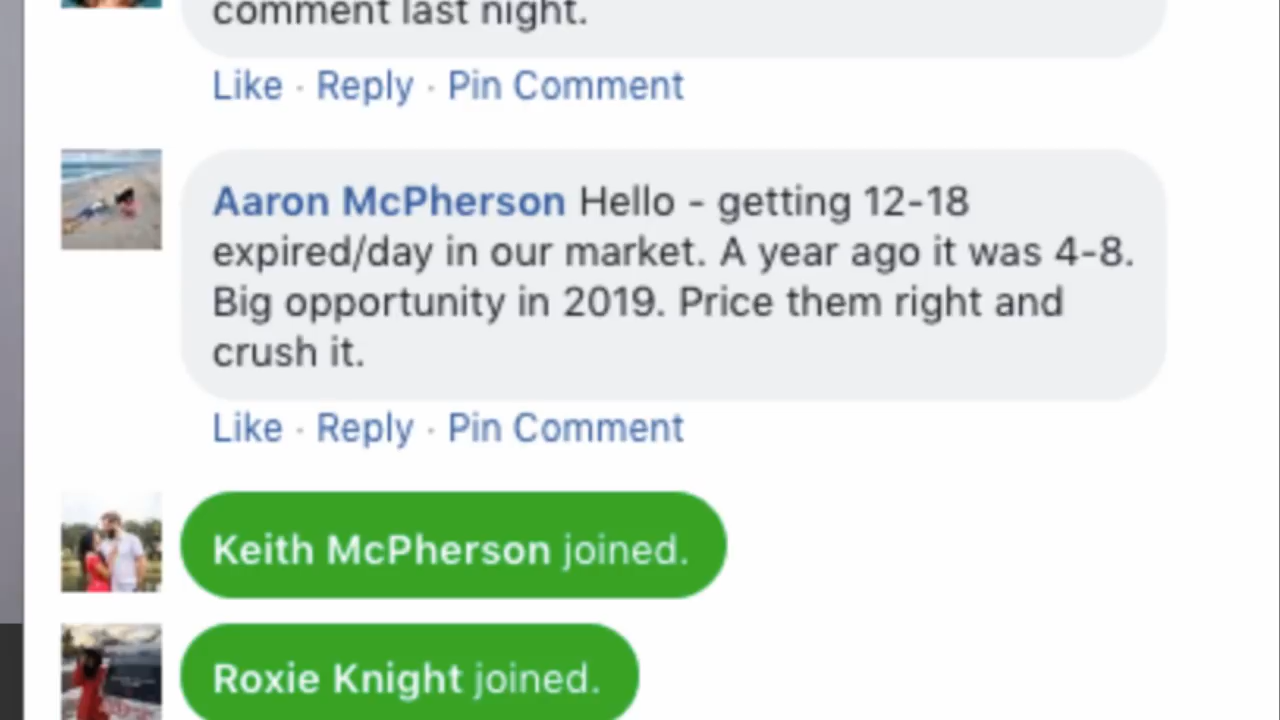 comment last night.
Like · Reply · Pin Comment
Aaron McPherson Hello - getting 12-18
expired/day in our market. A year ago it was 4-8.
Big opportunity in 2019. Price them right and
crush it.
Like · Reply · Pin Comment
Keith McPherson joined.
Roxie Knight joined.